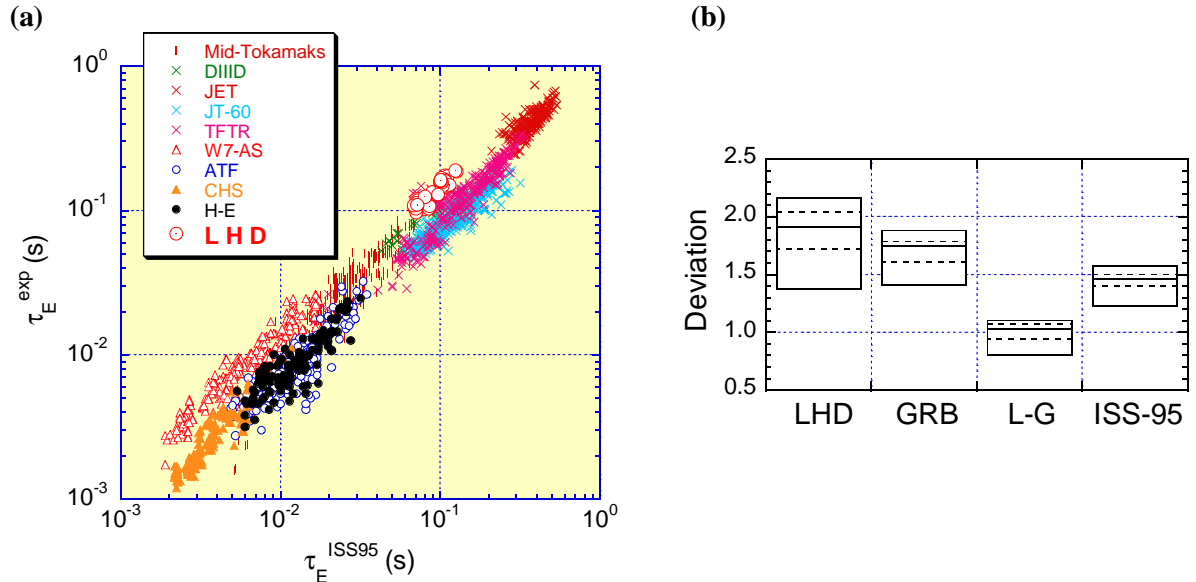 (a)
(b)
Mid-Tokamaks
DIIID
JET
JT-60
TFTR
W7-AS
ATF
CHS
H-E
LHD
10^0
10^-1
10^-2
10^-3
τ_E^exp (s)
10^-3
10^-2
10^-1
10^0
τ_E^ISS95 (s)
2.5
2.0
1.5
1.0
0.5
Deviation
LHD
GRB
L-G
ISS-95